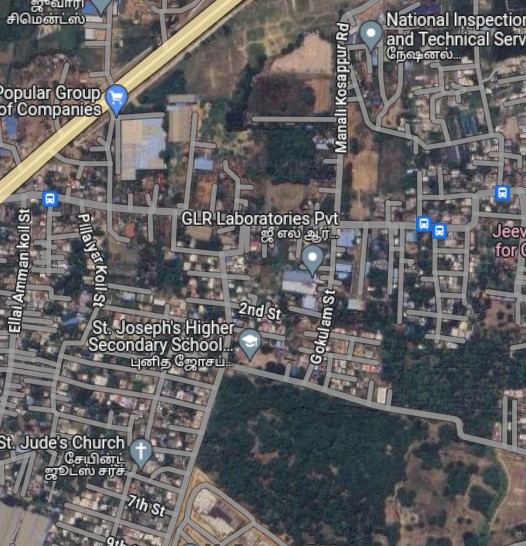 ஜுவாரி
சிமெண்ட்ஸ்
National Inspection
and Technical Serv
நேஷனல்...
Manali Kosappur Rd
Popular Group
of Companies
GLR Laboratories Pvt
ஜி எல் ஆர்...
Jeev
for C
Ellai Amman koil St
Pillaiyar Koil St
2nd St
Gokulam St
St. Joseph's Higher
Secondary School...
புனித ஜோசப்...
St. Jude's Church
செயின்ட்
ஜூட்ஸ் சர்ச்
7th St
9th